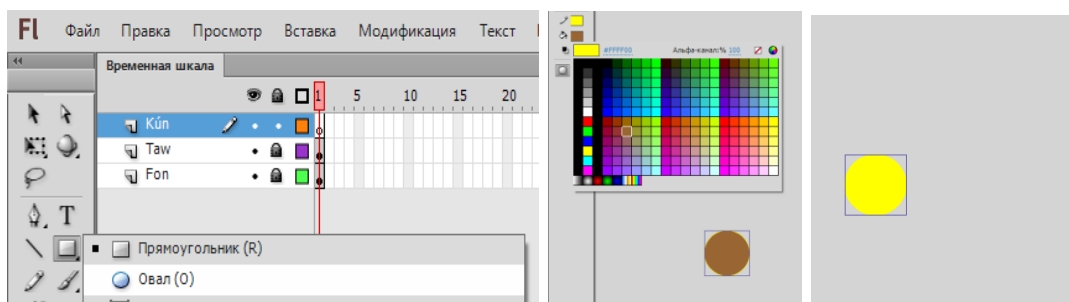 Fl Файл Правка Просмотр Вставка Модификация Текст
Временная шкала
1 5 10 15 20
Kún
Taw
Fon
T
Прямоугольник (R)
Овал (O)
#FFFF00 Альфа-канал:% 100